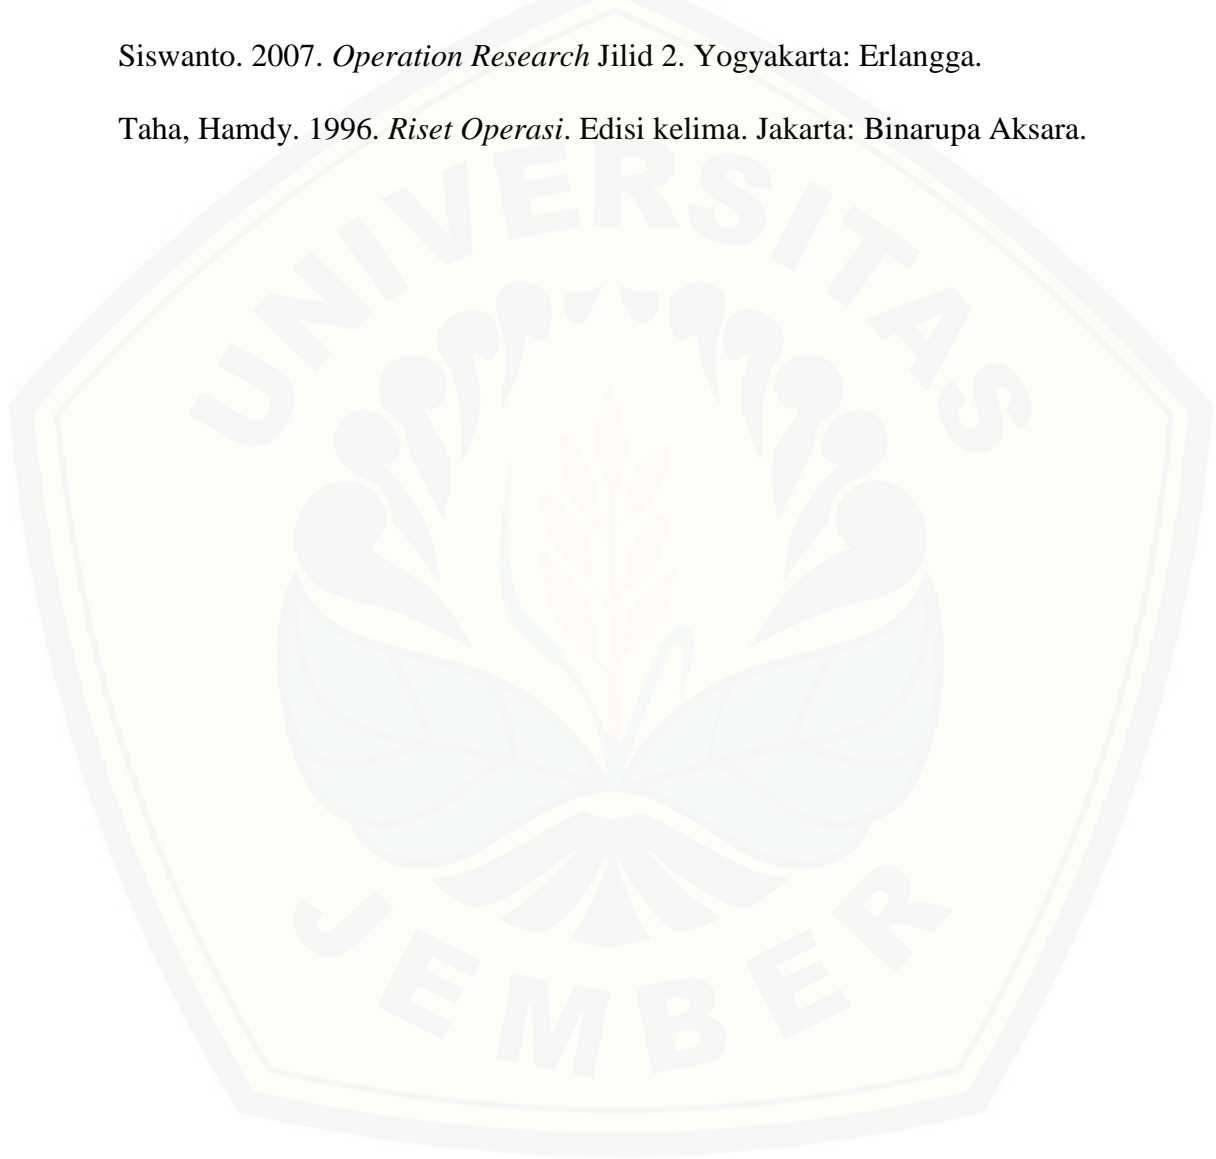 Siswanto. 2007. Operation Research Jilid 2. Yogyakarta: Erlangga.
Taha, Hamdy. 1996. Riset Operasi. Edisi kelima. Jakarta: Binarupa Aksara.
UNIVERSITAS
JEMBER